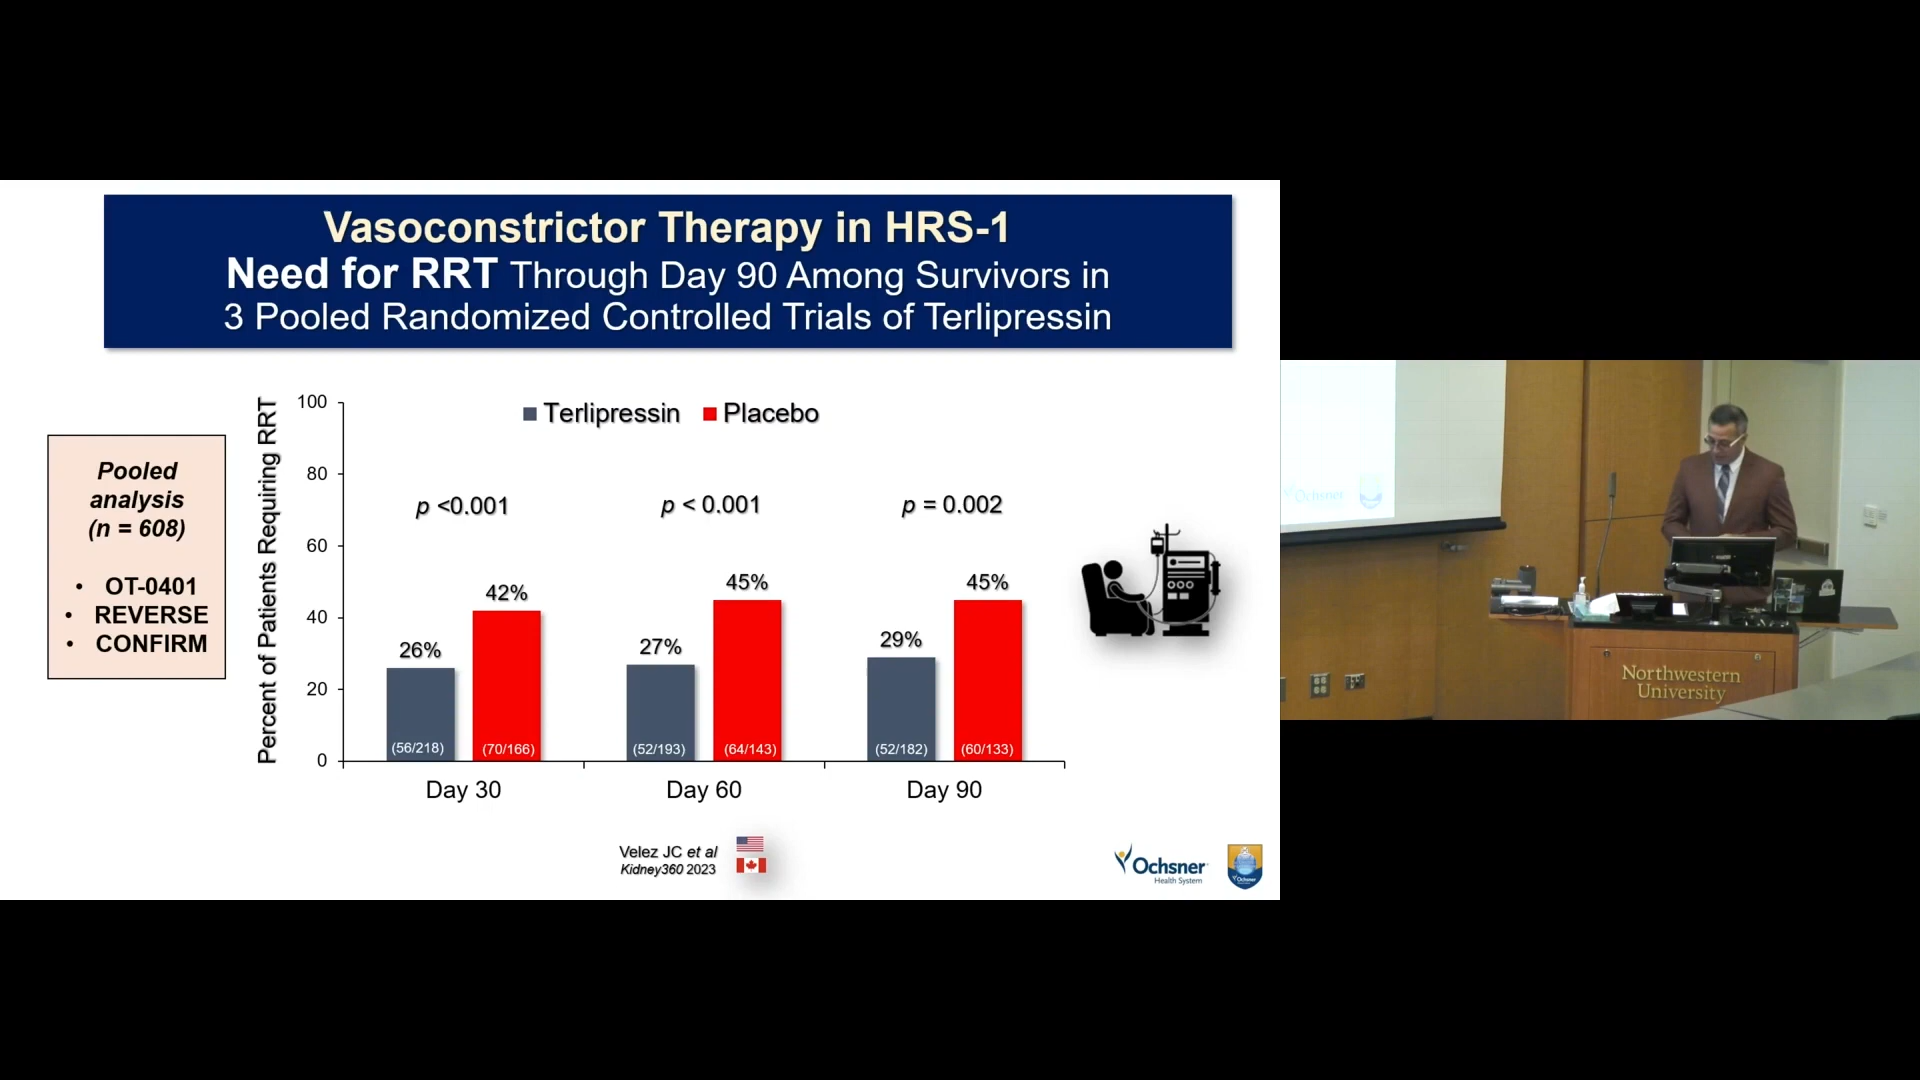 Vasoconstrictor Therapy in HRS-1
Need for RRT Through Day 90 Among Survivors in
3 Pooled Randomized Controlled Trials of Terlipressin
Pooled
analysis
(n = 608)
• OT-0401
• REVERSE
• CONFIRM
Percent of Patients Requiring RRT
100
80
60
40
20
0
Terlipressin
Placebo
p <0.001
p < 0.001
p = 0.002
26%
42%
27%
45%
29%
45%
(56/218)
(70/166)
(52/193)
(64/143)
(52/182)
(60/133)
Day 30
Day 60
Day 90
Velez JC et al
Kidney360 2023
Ochsner
Health System
Ochsner
Ochsner
Northwestern
University